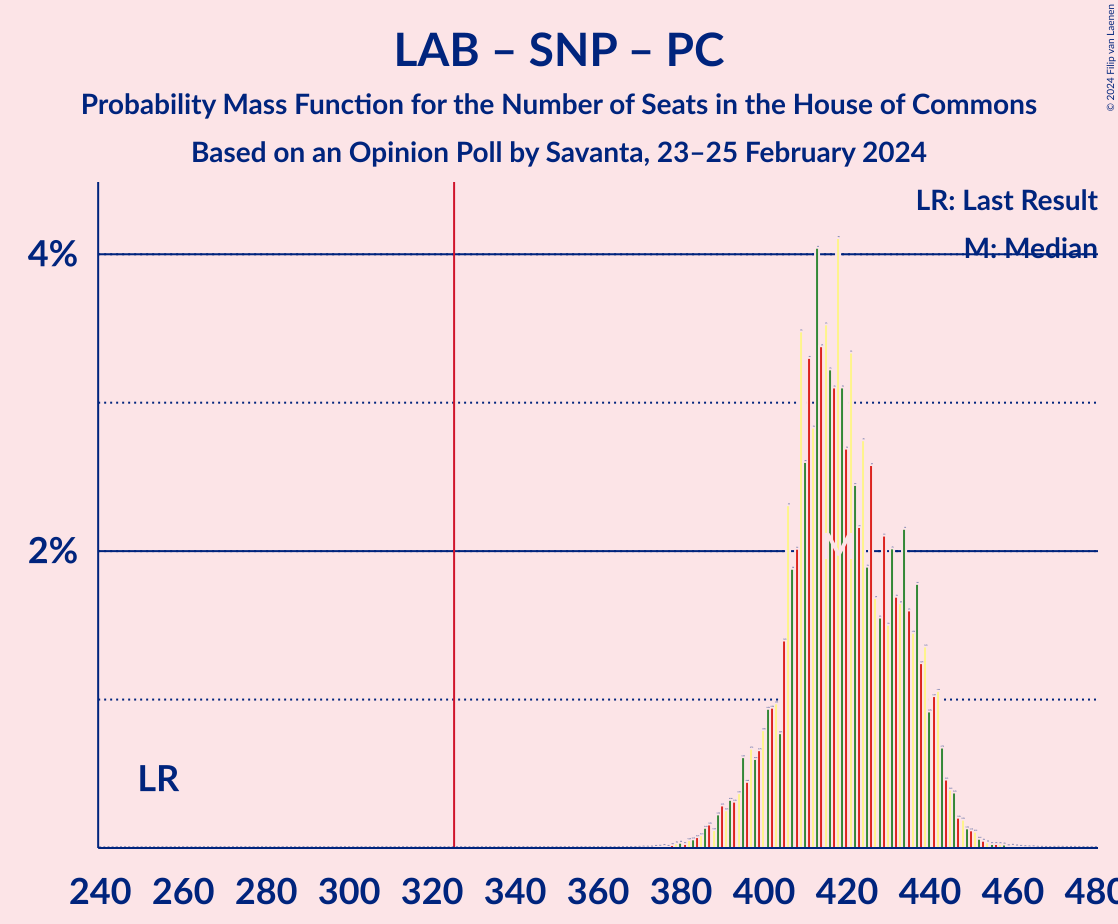 LAB – SNP – PC
Probability Mass Function for the Number of Seats in the House of Commons
Based on an Opinion Poll by Savanta, 23–25 February 2024
© 2024 Filip van Laenen
LR: Last Result
M: Median
4%
2%
LR
240 260 280 300 320 340 360 380 400 420 440 460 480